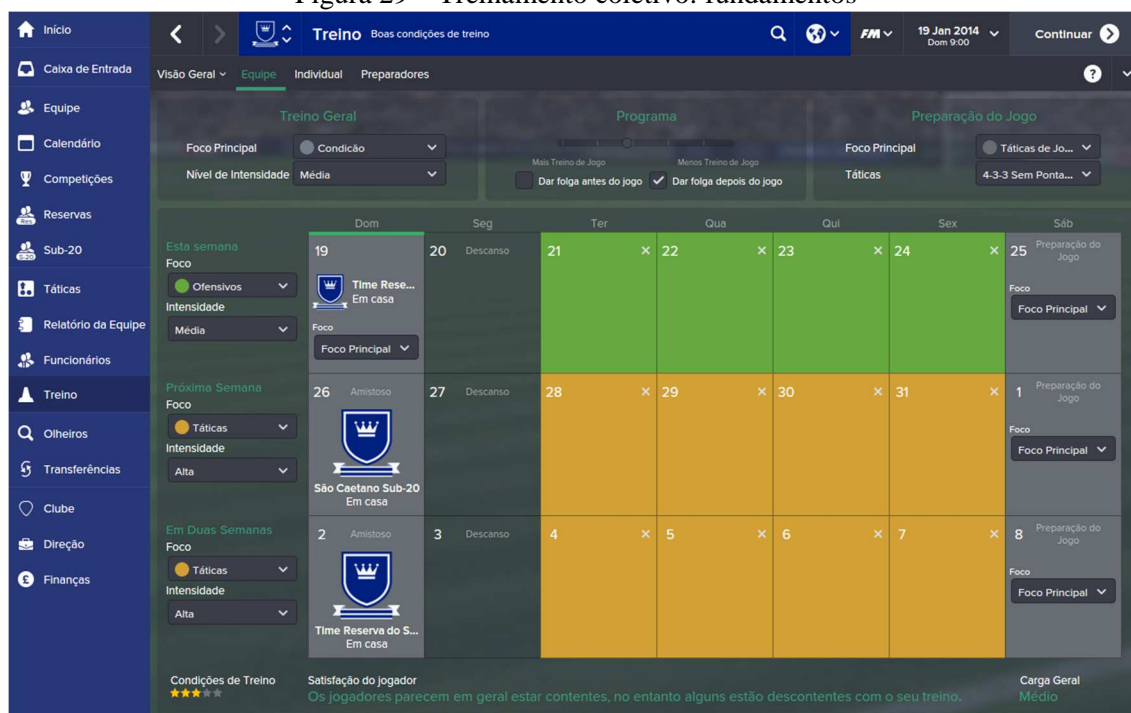 Figura 29 – Treinamento coletivo: fundamentos
Início
Treino Boas condições de treino
FM
19 Jan 2014
Dom 9:00
Continuar
Caixa de Entrada
Visão Geral
Equipe
Individual
Preparadores
?
Equipe
Calendário
Competições
Reservas
Sub-20
Táticas
Relatório da Equipe
Funcionários
Treino
Olheiros
Transferências
Clube
Direção
Finanças
Treino Geral
Foco Principal
Condicão
Nível de Intensidade
Média
Programa
Mais Treino de Jogo
Menos Treino de Jogo
Dar folga antes do jogo
Dar folga depois do jogo
Preparação do Jogo
Foco Principal
Táticas de Jo...
Táticas
4-3-3 Sem Ponta...
Dom Seg Ter Qua Qui Sex Sáb
Esta semana
Foco
Ofensivos
Intensidade
Média
19
Time Rese...
Em casa
Foco
Foco Principal
20 Descanso
21
22
23
24
25 Preparação do
Jogo
Foco
Foco Principal
Próxima Semana
Foco
Táticas
Intensidade
Alta
26 Amistoso
São Caetano Sub-20
Em casa
27 Descanso
28
29
30
31
1 Preparação do
Jogo
Foco
Foco Principal
Em Duas Semanas
Foco
Táticas
Intensidade
Alta
2 Amistoso
Time Reserva do S...
Em casa
3 Descanso
4
5
6
7
8 Preparação do
Jogo
Foco
Foco Principal
Condições de Treino
Satisfação do jogador
Os jogadores parecem em geral estar contentes, no entanto alguns estão descontentes com o seu treino.
Carga Geral
Médio